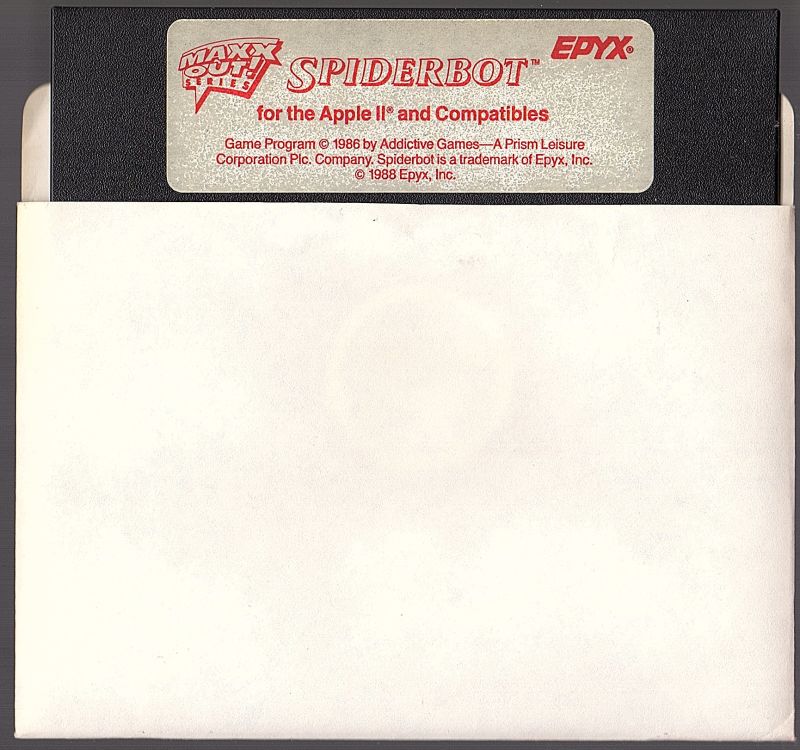 MAXX OUT! SERIES
SPIDERBOT™
EPYX®
for the Apple II® and Compatibles
Game Program © 1986 by Addictive Games—A Prism Leisure
Corporation Plc. Company. Spiderbot is a trademark of Epyx, Inc.
© 1988 Epyx, Inc.